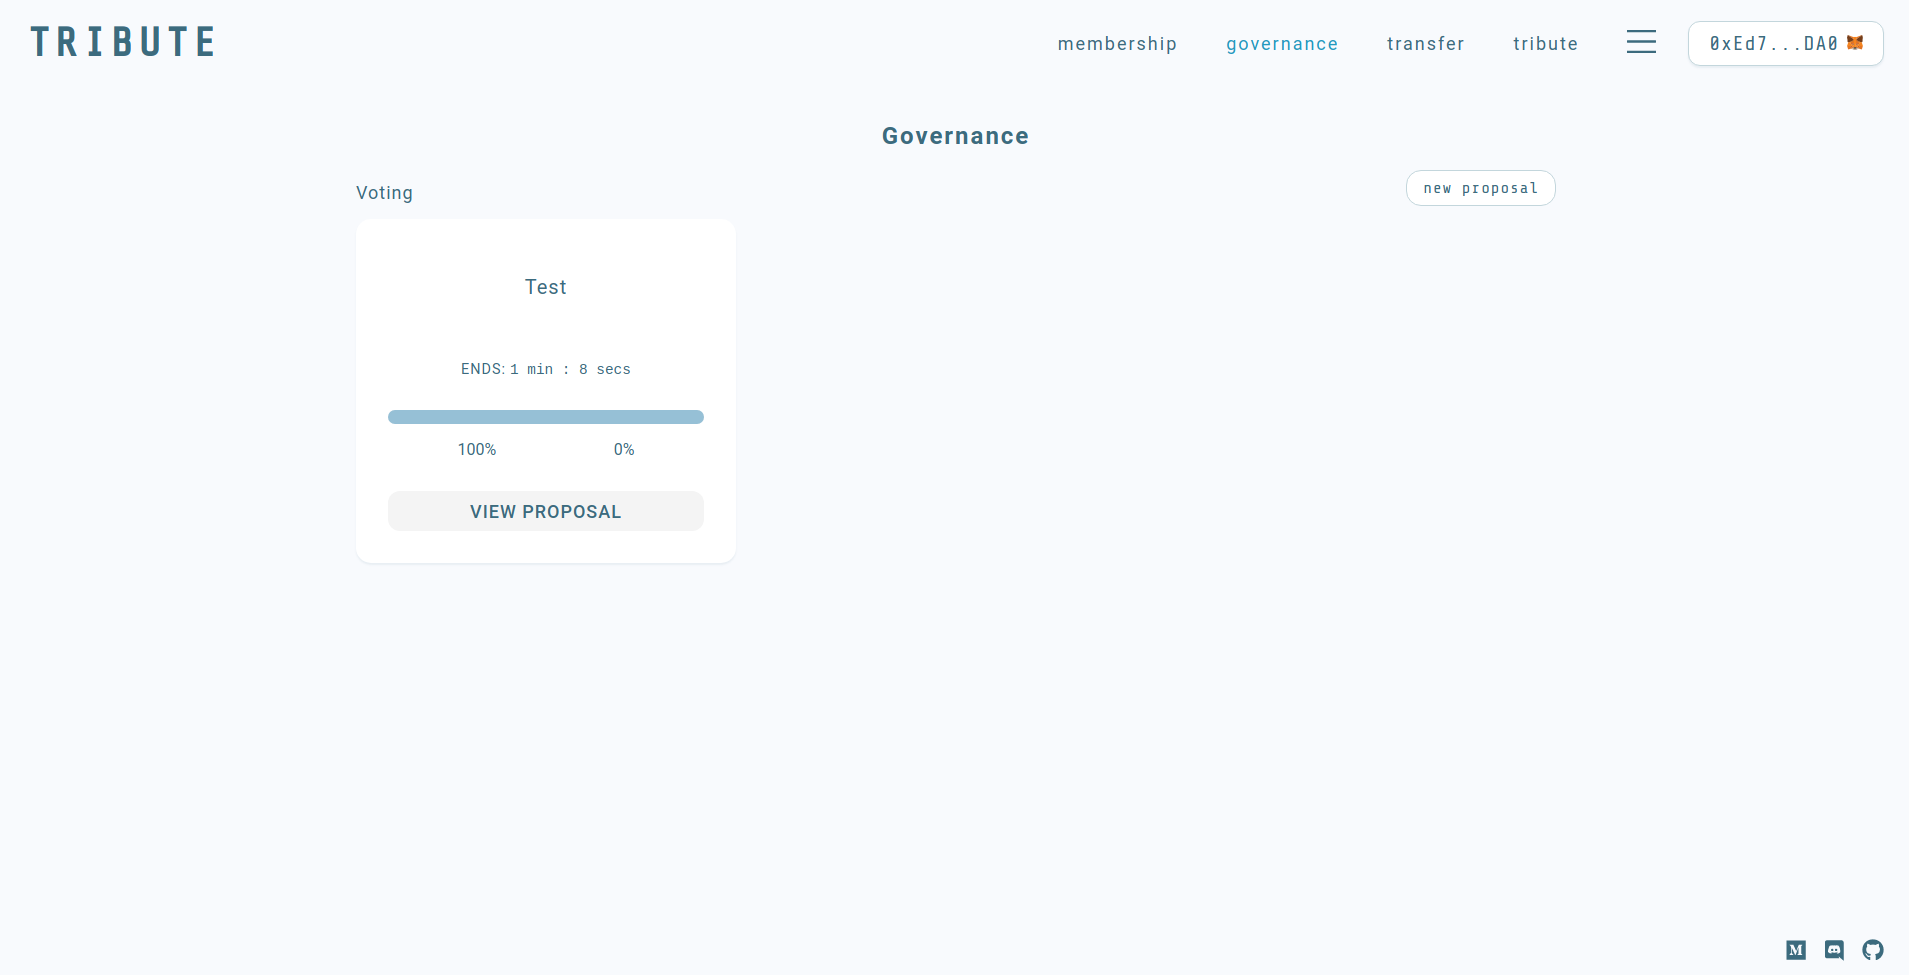 TRIBUTE
membership governance transfer tribute 0xEd7...DA0
Governance
Voting
new proposal
Test
ENDS: 1 min : 8 secs
100% 0%
VIEW PROPOSAL
M